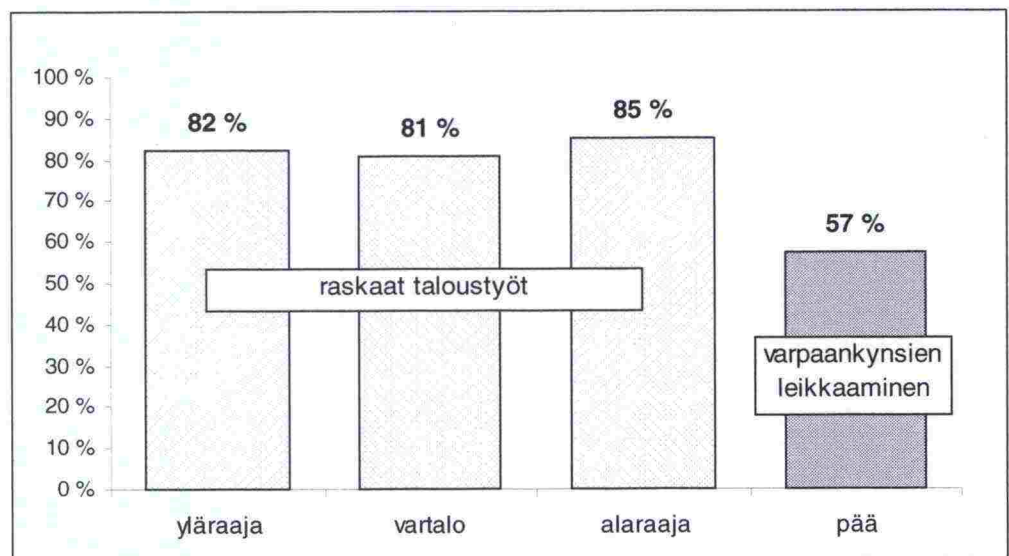 100 %
90 %
80 %
70 %
60 %
50 %
40 %
30 %
20 %
10 %
0 %
82 %
81 %
85 %
57 %
raskaat taloustyöt
varpaankynsien
leikkaaminen
yläraaja
vartalo
alaraaja
pää